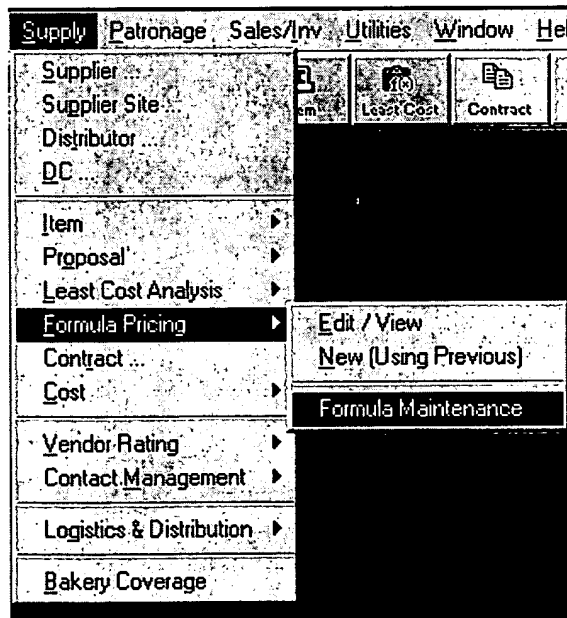 Supply Patronage Sales/Inv Utilities Window Hel
Supplier ...
Supplier Site ...
Distributor ...
DC ...
em Least Cost Contract
Item
Proposal
Least Cost Analysis
Formula Pricing
Edit / View
New (Using Previous)
Formula Maintenance
Contract ...
Cost
Vendor Rating
Contact Management
Logistics & Distribution
Bakery Coverage